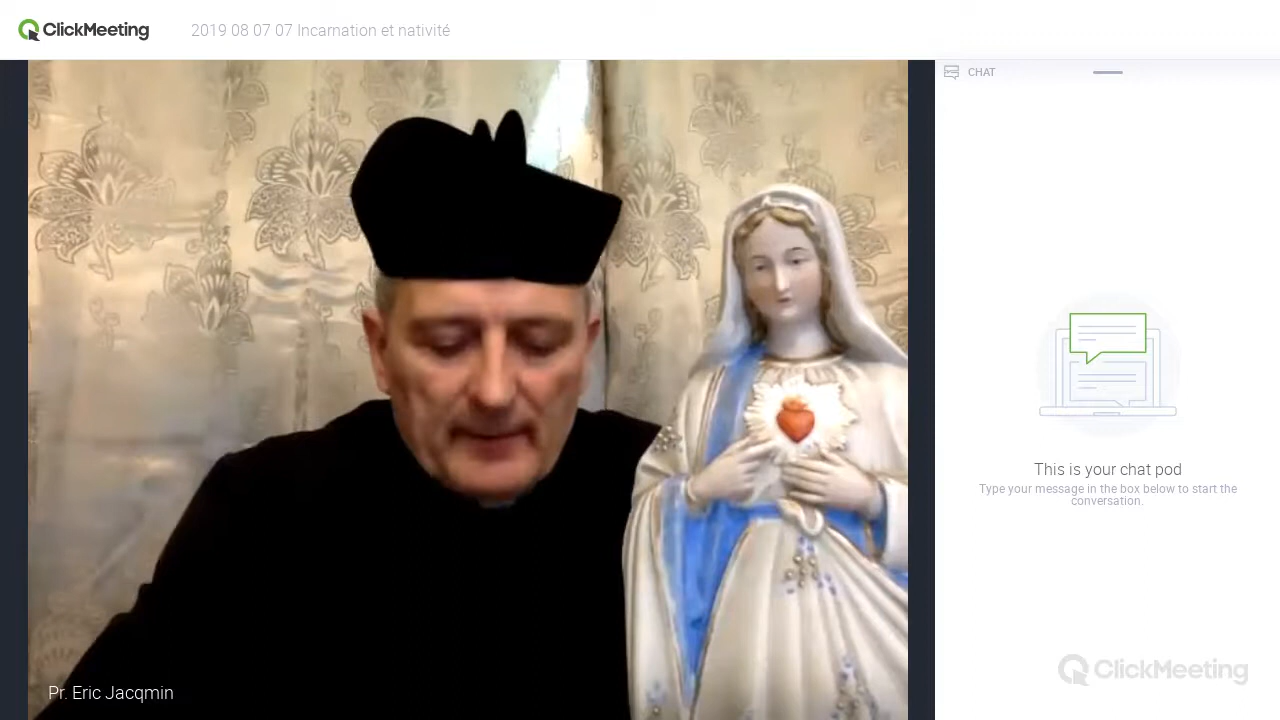 ClickMeeting
2019 08 07 07 Incarnation et nativité
CHAT
This is your chat pod
Type your message in the box below to start the
conversation.
ClickMeeting
Pr. Eric Jacqmin